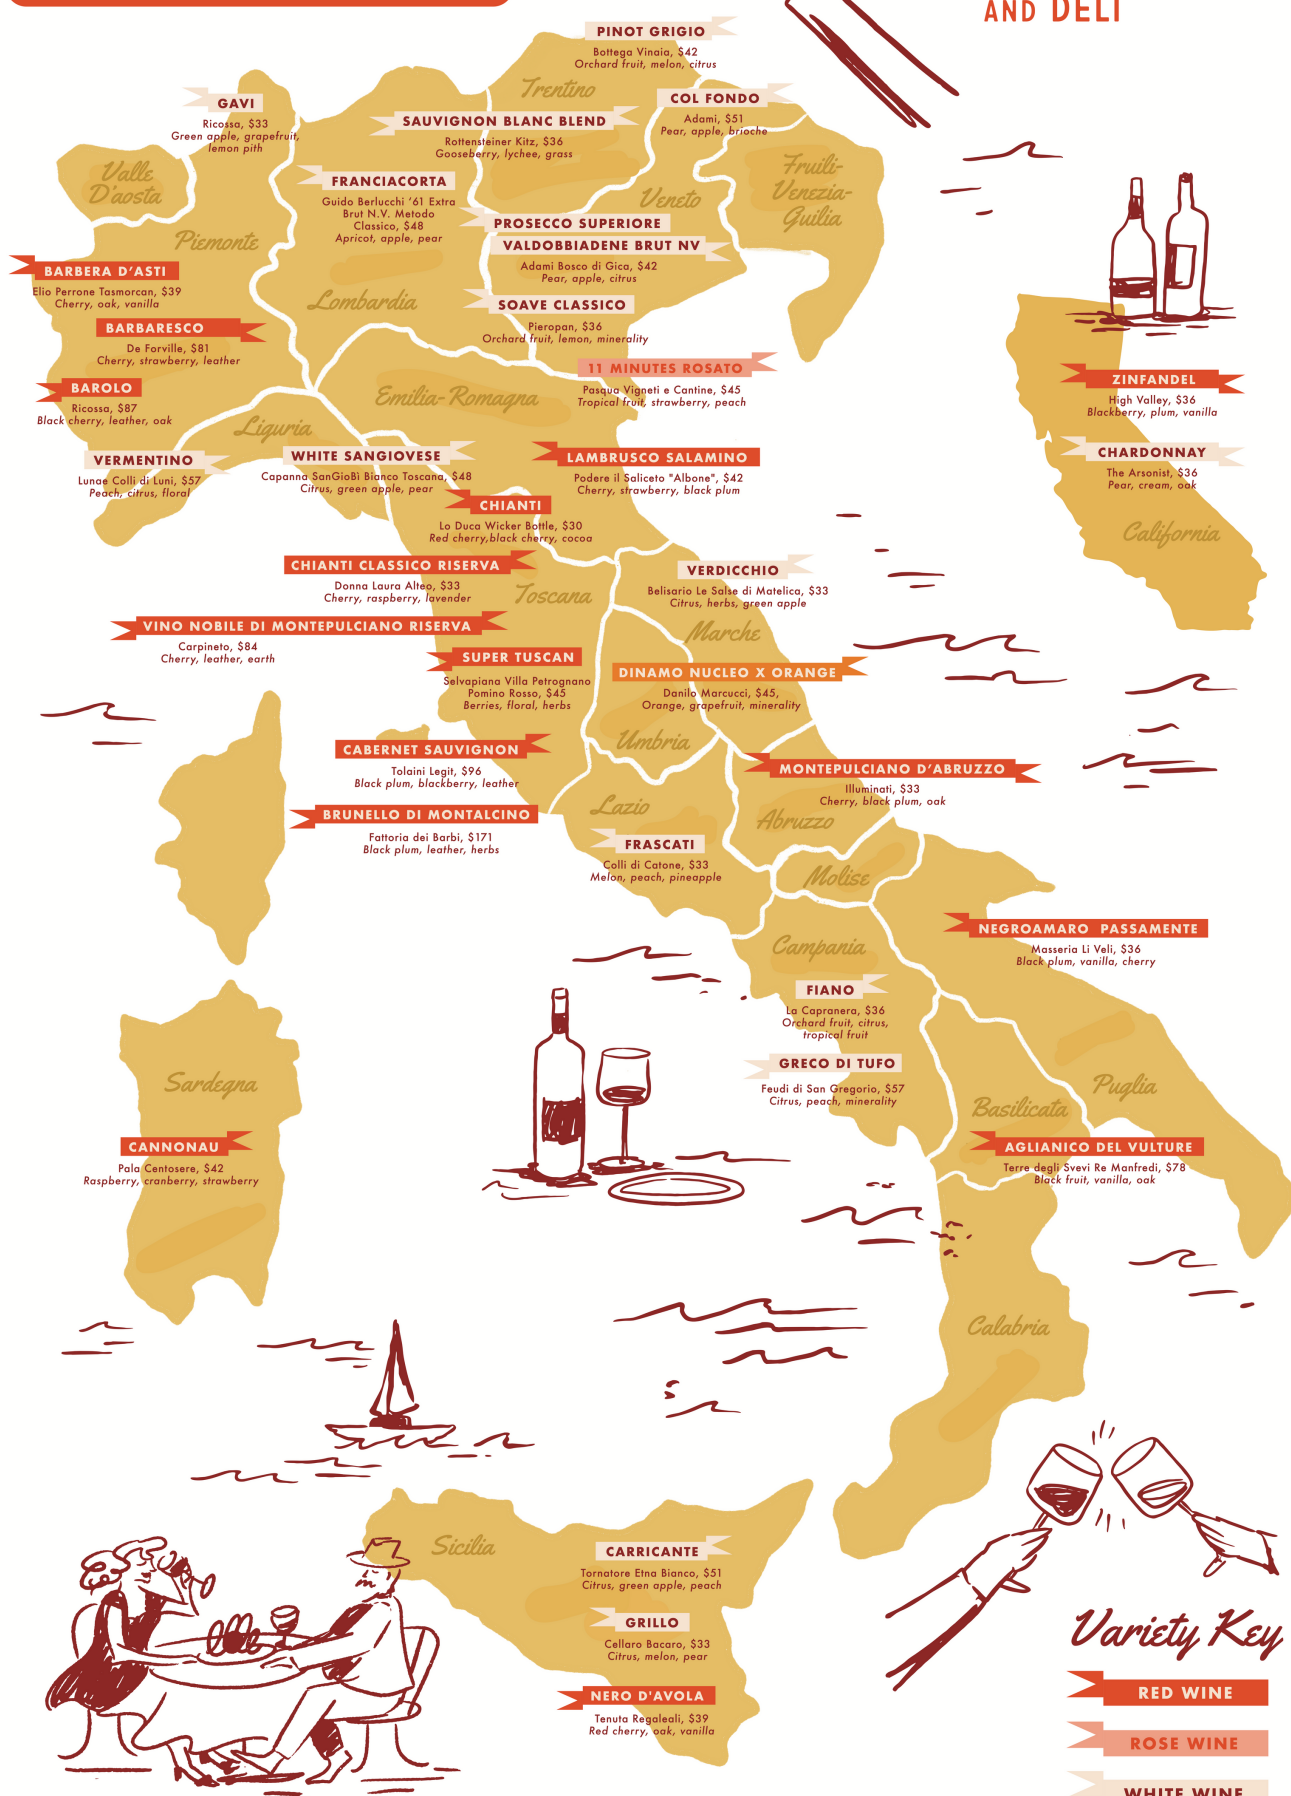 AND DELI
PINOT GRIGIO
Bottega Vinaia, $42
Orchard fruit, melon, citrus
Trentino
GAVI
Ricossa, $33
Green apple, grapefruit,
lemon pith
COL FONDO
Adami, $51
Pear, apple, brioche
SAUVIGNON BLANC BLEND
Rottensteiner Kitz, $36
Gooseberry, lychee, grass
Valle
D'aosta
Fruili-
Venezia-
Guilia
FRANCIACORTA
Guido Berlucchi '61 Extra
Brut N.V. Metodo
Classico, $48
Apricot, apple, pear
Veneto
PROSECCO SUPERIORE
VALDOBBIADENE BRUT NV
Adami Bosco di Gica, $42
Pear, apple, citrus
Piemonte
BARBERA D'ASTI
Elio Perrone Tasmorcan, $39
Cherry, oak, vanilla
Lombardia
SOAVE CLASSICO
Pieropan, $36
Orchard fruit, lemon, minerality
BARBARESCO
De Forville, $81
Cherry, strawberry, leather
11 MINUTES ROSATO
Pasqua Vigneti e Cantine, $45
Tropical fruit, strawberry, peach
BAROLO
Ricossa, $87
Black cherry, leather, oak
Emilia-Romagna
Liguria
ZINFANDEL
High Valley, $36
Blackberry, plum, vanilla
VERMENTINO
Lunae Colli di Luni, $57
Peach, citrus, floral
WHITE SANGIOVESE
Capanna SanGioBì Bianco Toscana, $48
Citrus, green apple, pear
LAMBRUSCO SALAMINO
Podere il Saliceto "Albone", $42
Cherry, strawberry, black plum
CHARDONNAY
The Arsonist, $36
Pear, cream, oak
California
CHIANTI
Lo Duca Wicker Bottle, $30
Red cherry,black cherry, cocoa
CHIANTI CLASSICO RISERVA
Donna Laura Alteo, $33
Cherry, raspberry, lavender
Toscana
VERDICCHIO
Belisario Le Salse di Matelica, $33
Citrus, herbs, green apple
Marche
VINO NOBILE DI MONTEPULCIANO RISERVA
Carpineto, $84
Cherry, leather, earth
SUPER TUSCAN
Selvapiana Villa Petrognano
Pomino Rosso, $45
Berries, floral, herbs
DINAMO NUCLEO X ORANGE
Danilo Marcucci, $45,
Orange, grapefruit, minerality
Umbria
CABERNET SAUVIGNON
Tolaini Legit, $96
Black plum, blackberry, leather
MONTEPULCIANO D'ABRUZZO
Illuminati, $33
Cherry, black plum, oak
Lazio
Abruzzo
BRUNELLO DI MONTALCINO
Fattoria dei Barbi, $171
Black plum, leather, herbs
FRASCATI
Colli di Catone, $33
Melon, peach, pineapple
Molise
NEGROAMARO PASSAMENTE
Masseria Li Veli, $36
Black plum, vanilla, cherry
Campania
FIANO
La Capranera, $36
Orchard fruit, citrus,
tropical fruit
GRECO DI TUFO
Feudi di San Gregorio, $57
Citrus, peach, minerality
Sardegna
Puglia
Basilicata
CANNONAU
Pala Centosere, $42
Raspberry, cranberry, strawberry
AGLIANICO DEL VULTURE
Terre degli Svevi Re Manfredi, $78
Black fruit, vanilla, oak
Calabria
Sicilia
CARRICANTE
Tornatore Etna Bianco, $51
Citrus, green apple, peach
GRILLO
Cellaro Bacaro, $33
Citrus, melon, pear
NERO D'AVOLA
Tenuta Regaleali, $39
Red cherry, oak, vanilla
Variety Key
RED WINE
ROSE WINE
WHITE WINE